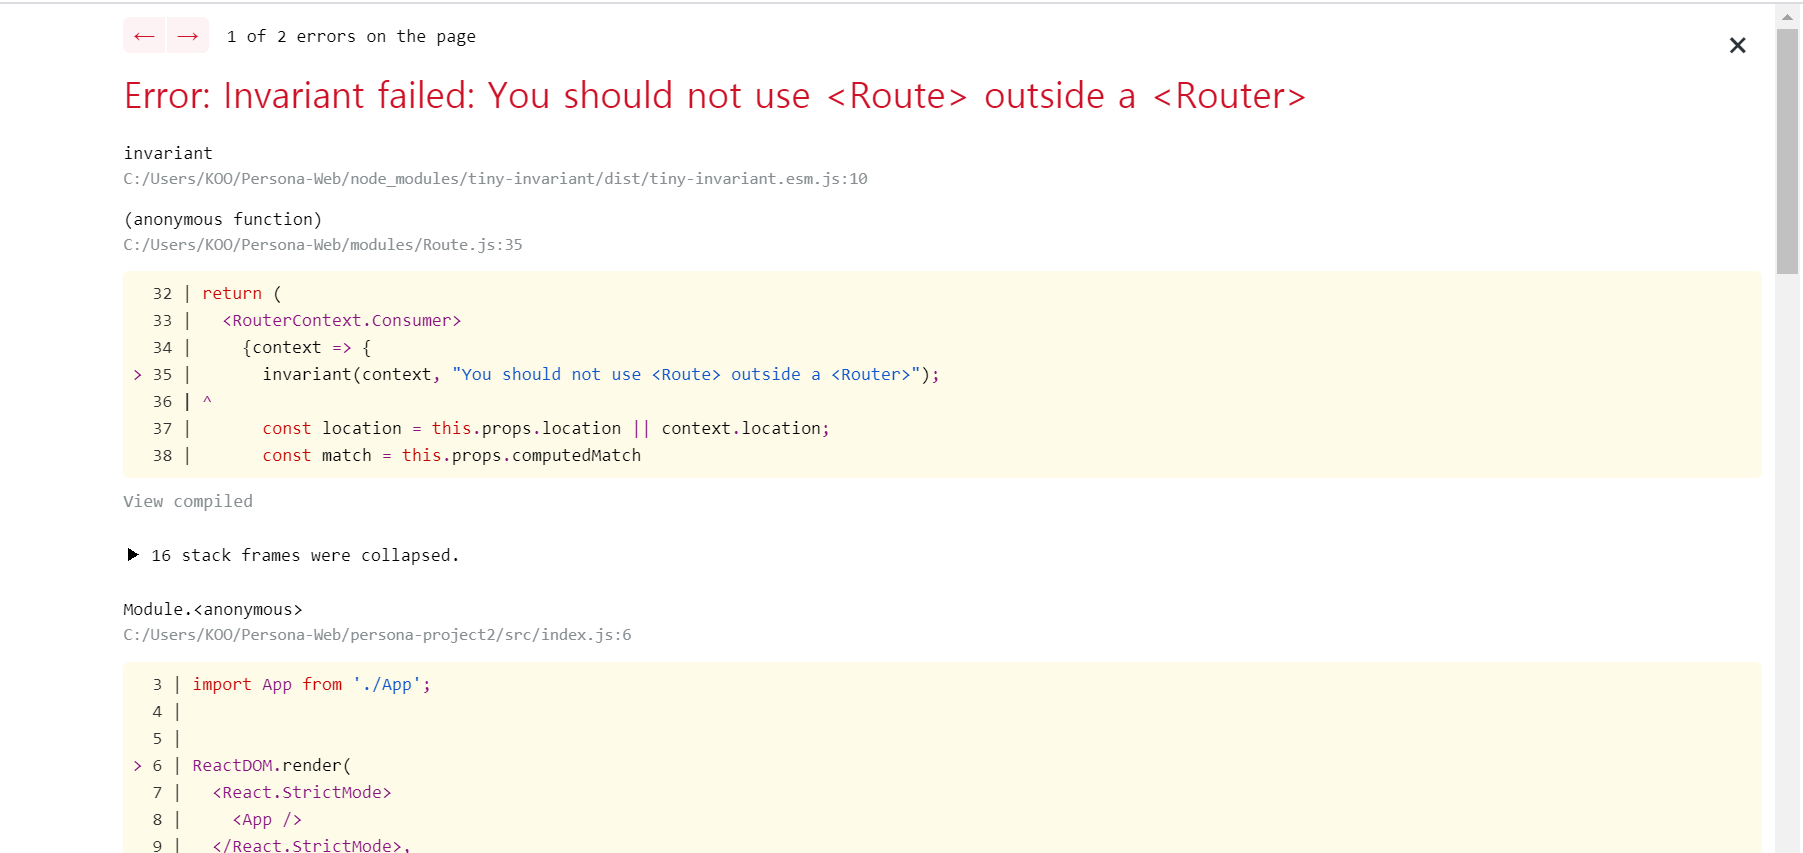 ← → 1 of 2 errors on the page
×
Error: Invariant failed: You should not use <Route> outside a <Router>
invariant
C:/Users/KOO/Persona-Web/node_modules/tiny-invariant/dist/tiny-invariant.esm.js:10
(anonymous function)
C:/Users/KOO/Persona-Web/modules/Route.js:35
  32 | return (
  33 |   <RouterContext.Consumer>
  34 |     {context => {
> 35 |       invariant(context, "You should not use <Route> outside a <Router>");
  36 | ^
  37 |       const location = this.props.location || context.location;
  38 |       const match = this.props.computedMatch
View compiled
▶ 16 stack frames were collapsed.
Module.<anonymous>
C:/Users/KOO/Persona-Web/persona-project2/src/index.js:6
  3 | import App from './App';
  4 |
  5 |
> 6 | ReactDOM.render(
  7 |   <React.StrictMode>
  8 |     <App />
  9 |   </React.StrictMode>,